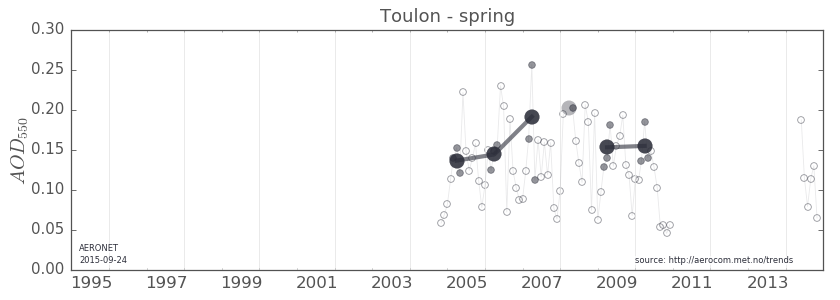 Toulon - spring
0.30
0.25
0.20
0.15
0.10
0.05
0.00
AOD550
AERONET
2015-09-24
source: http://aerocom.met.no/trends
1995 1997 1999 2001 2003 2005 2007 2009 2011 2013